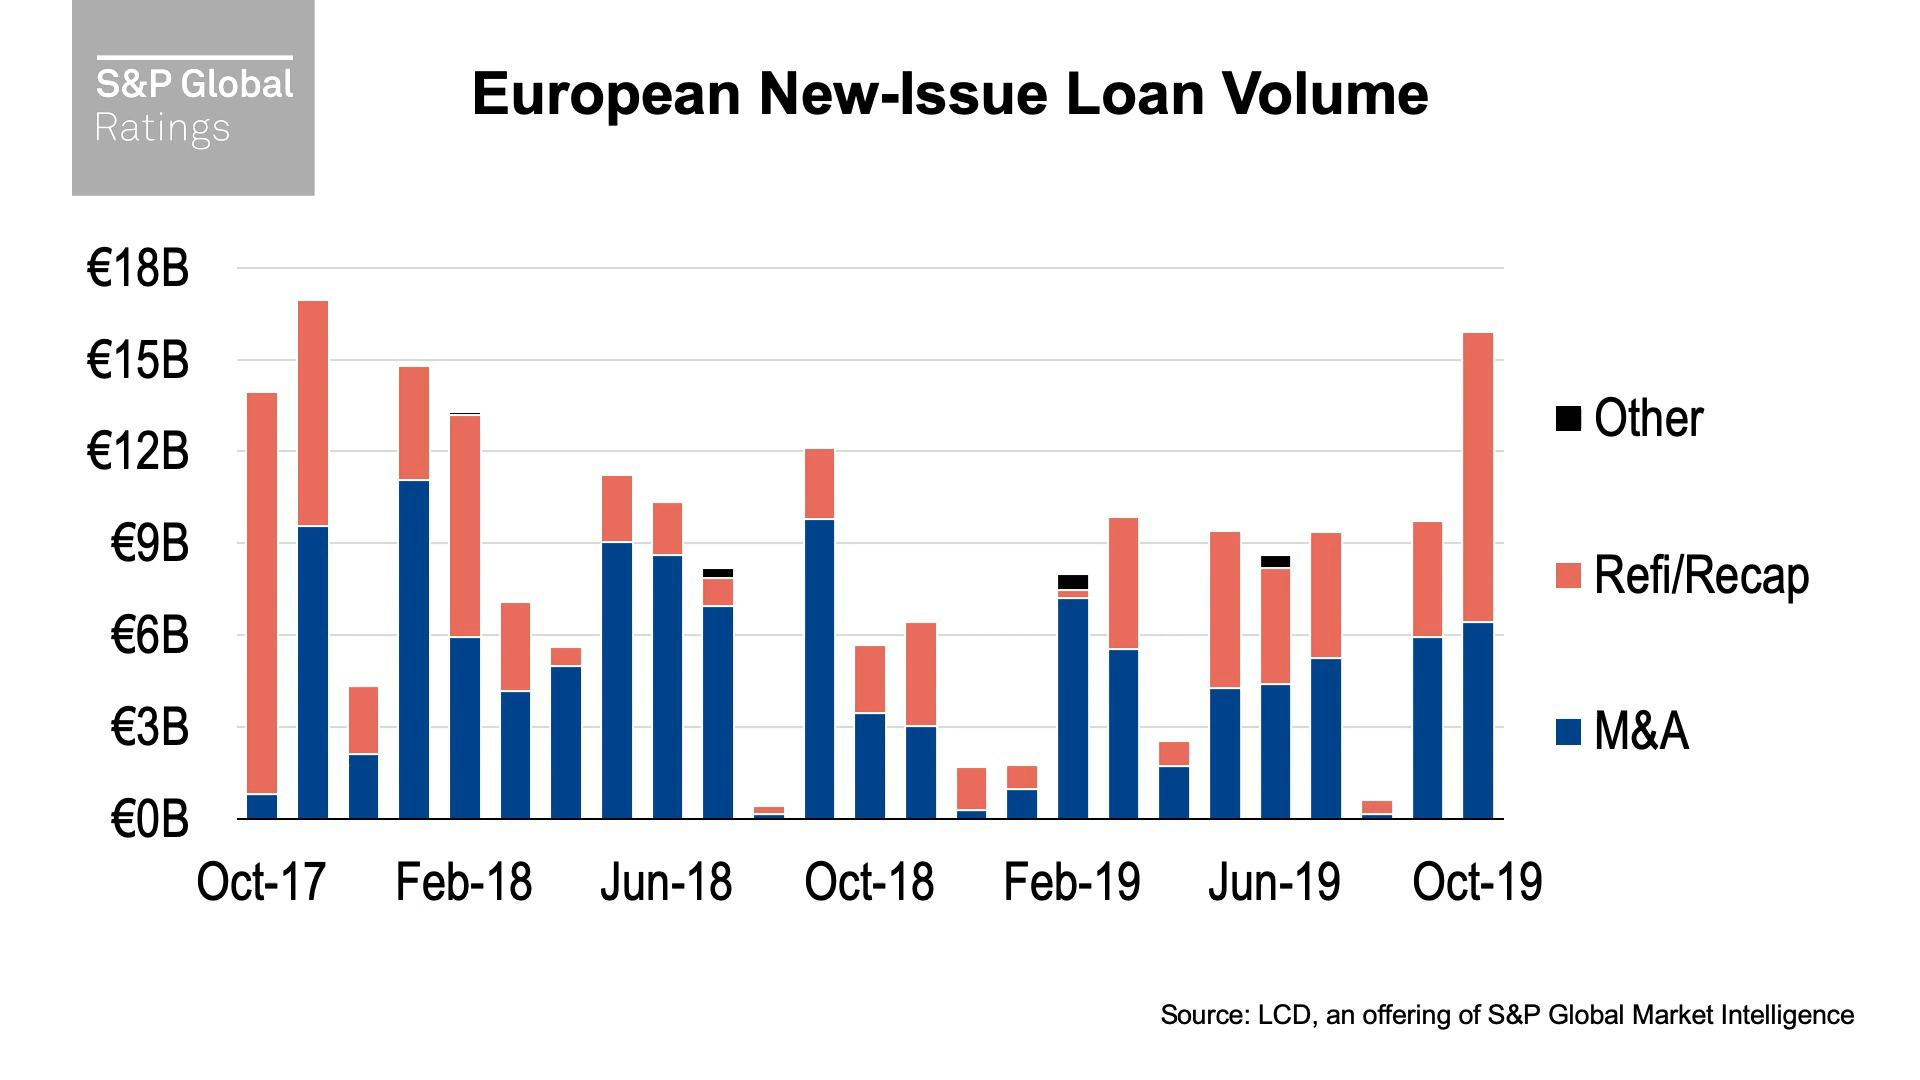 S&P Global
Ratings
European New-Issue Loan Volume
€18B
€15B
€12B
€9B
€6B
€3B
€0B
Oct-17 Feb-18 Jun-18 Oct-18 Feb-19 Jun-19 Oct-19
Other
Refi/Recap
M&A
Source: LCD, an offering of S&P Global Market Intelligence